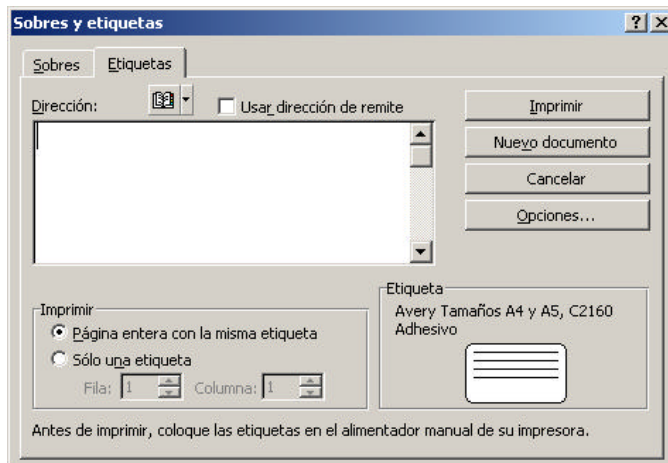 Sobres y etiquetas
Sobres
Etiquetas
Dirección:
Usar dirección de remite
Imprimir
Nuevo documento
Cancelar
Opciones...
Imprimir
Página entera con la misma etiqueta
Sólo una etiqueta
Fila: 1 Columna: 1
Etiqueta
Avery Tamaños A4 y A5, C2160
Adhesivo
Antes de imprimir, coloque las etiquetas en el alimentador manual de su impresora.